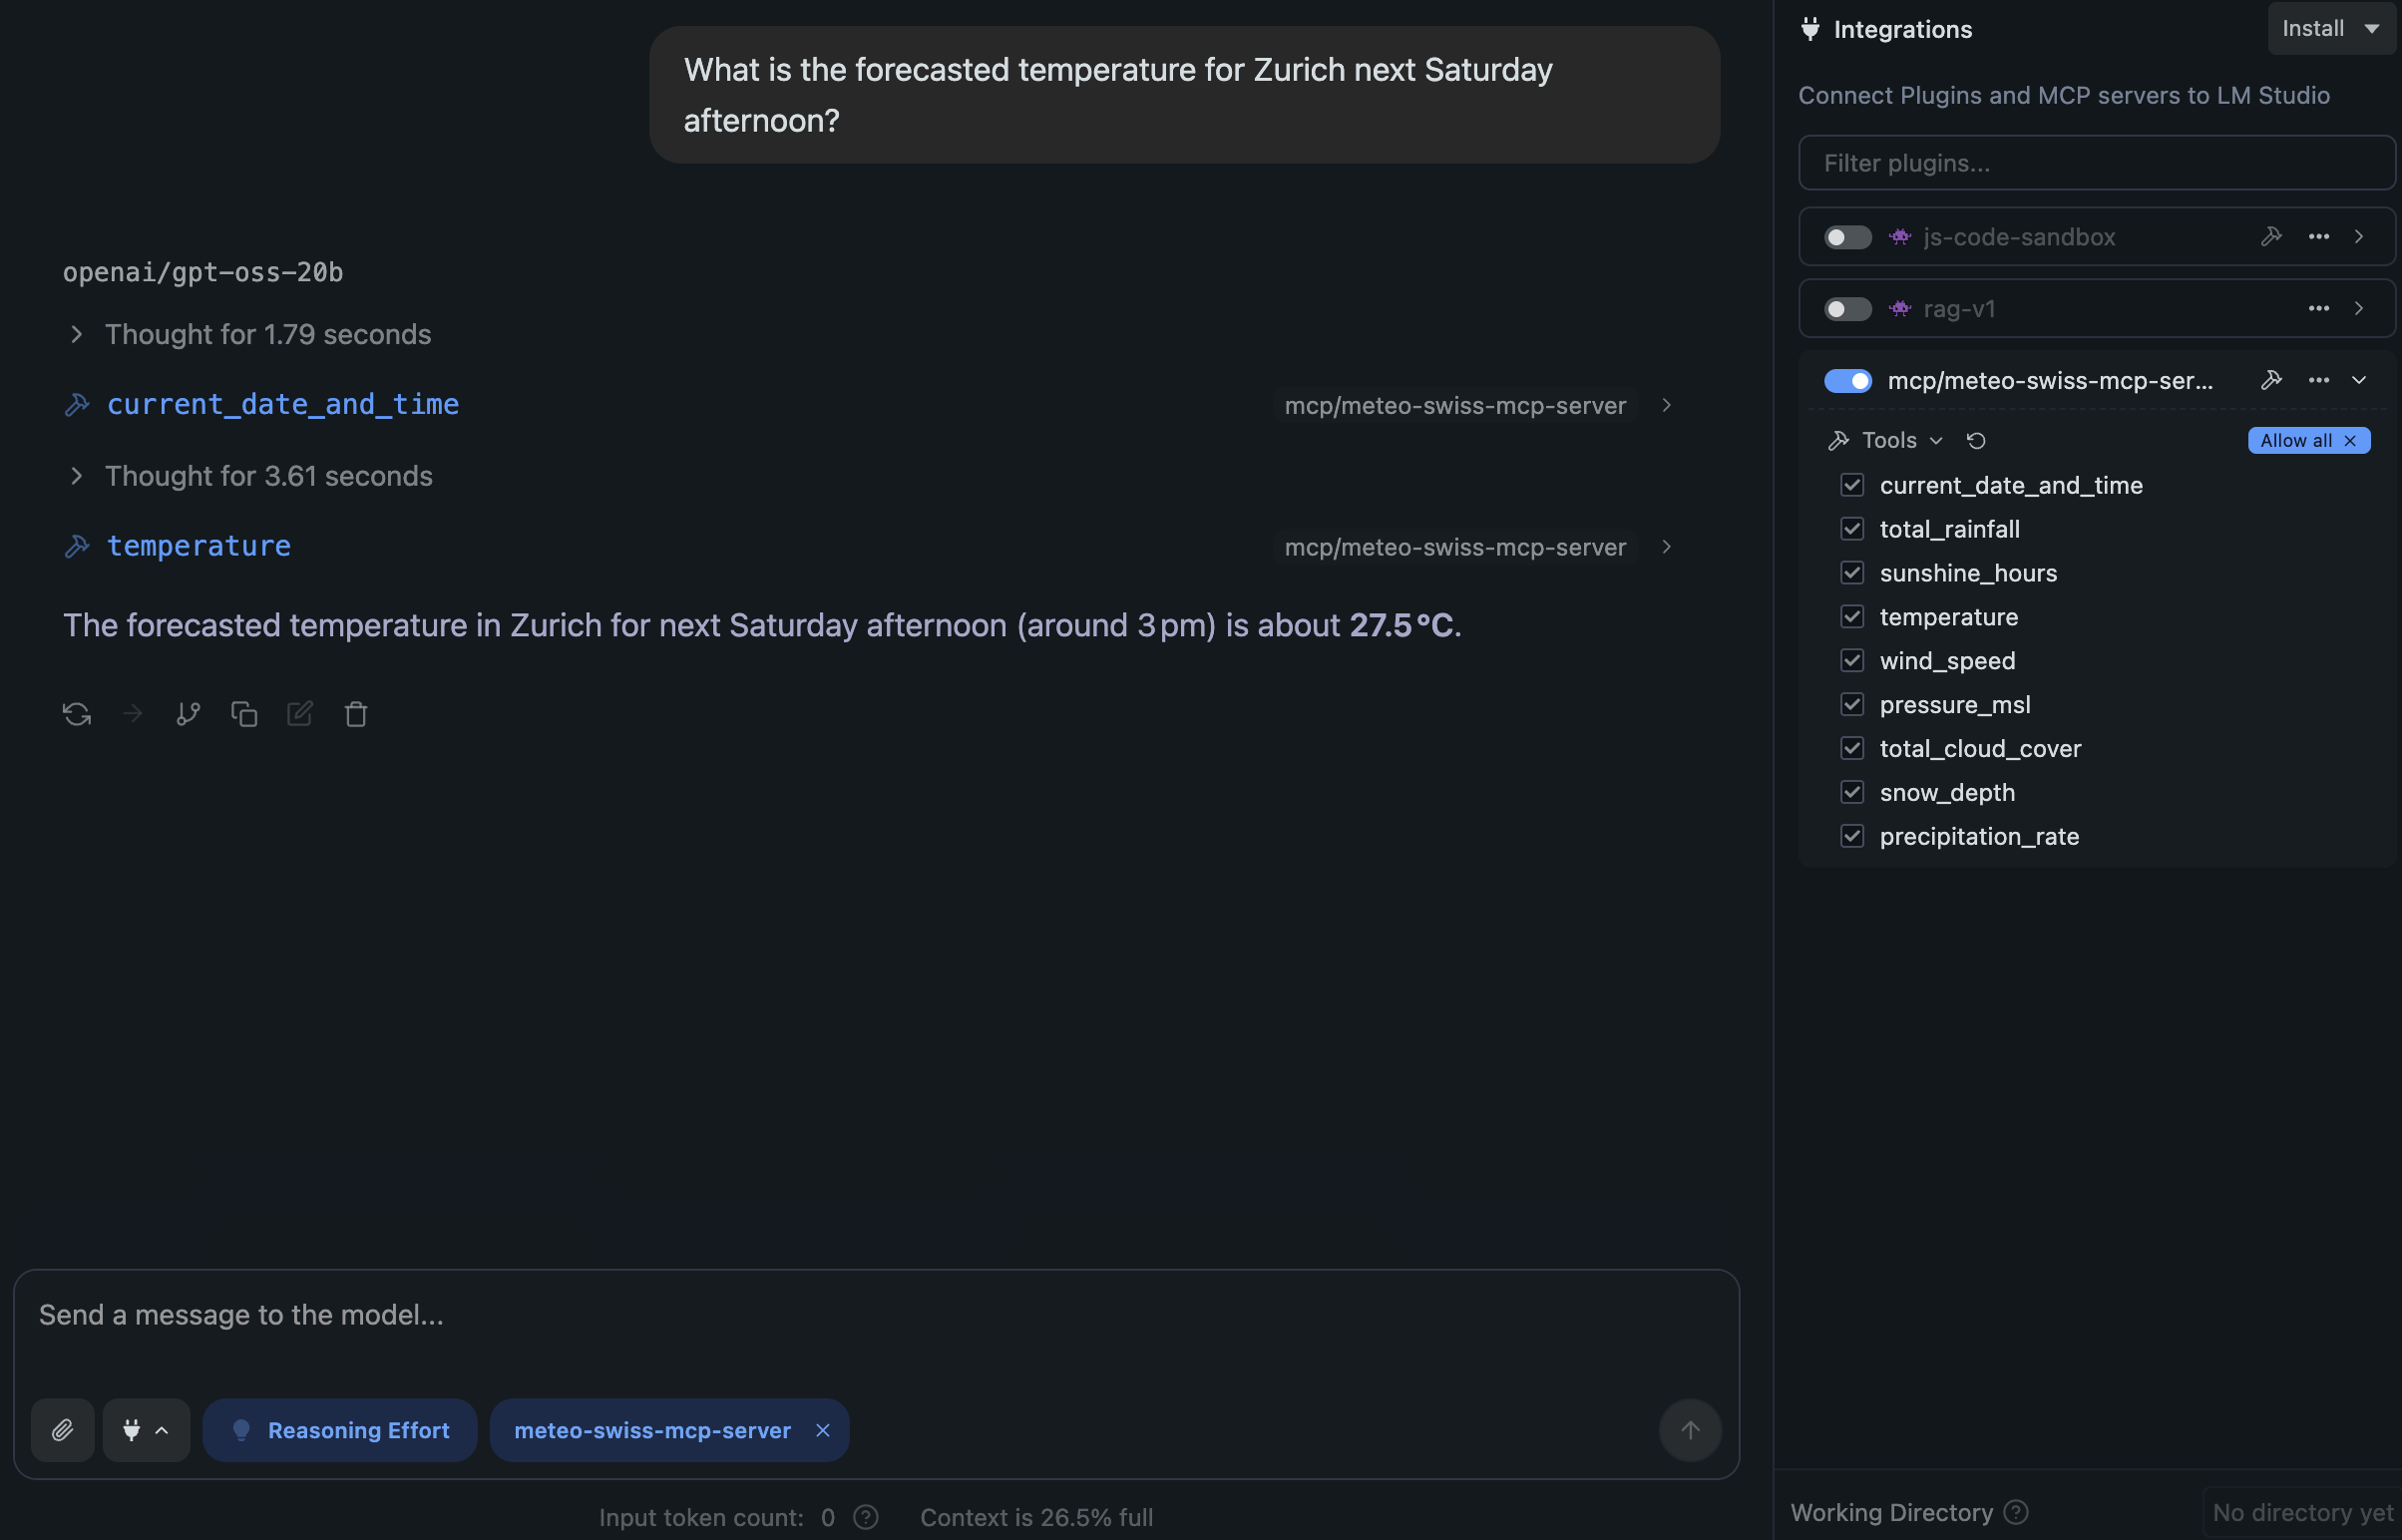 What is the forecasted temperature for Zurich next Saturday
afternoon?
openai/gpt-oss-20b
Thought for 1.79 seconds
current_date_and_time
mcp/meteo-swiss-mcp-server
Thought for 3.61 seconds
temperature
mcp/meteo-swiss-mcp-server
The forecasted temperature in Zurich for next Saturday afternoon (around 3 pm) is about 27.5 °C.
Send a message to the model...
Reasoning Effort
meteo-swiss-mcp-server
Input token count: 0
Context is 26.5% full
Integrations
Install
Connect Plugins and MCP servers to LM Studio
Filter plugins...
js-code-sandbox
rag-v1
mcp/meteo-swiss-mcp-ser...
Tools
Allow all
current_date_and_time
total_rainfall
sunshine_hours
temperature
wind_speed
pressure_msl
total_cloud_cover
snow_depth
precipitation_rate
Working Directory
No directory yet